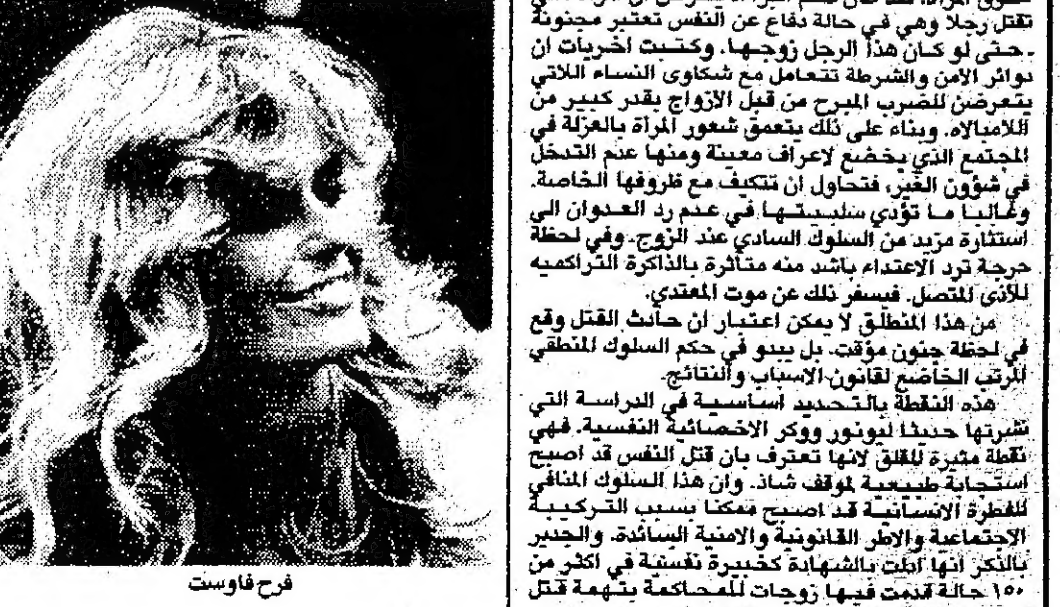 تقتل رجلا وهي في حالة دفاع عن النفس تعتبر مجنونة
- حتى لو كان هذا الرجل زوجها. وكتبت اخريات ان
دوائر الامن والشرطة تتعامل مع شكاوى النساء اللاتي
يتعرضن للضرب المبرح من قبل الازواج بقدر كبير من
اللامبالاه. وبناء على ذلك يتعمق شعور المرأة بالعزلة في
المجتمع الذي يخضع لاعراف معينة ومنها عدم التدخل
في شؤون الغير، فتحاول ان تتكيف مع ظروفها الخاصة.
وغالبا ما تؤدي سلبيتها في عدم رد العدوان الى
استثارة مزيد من السلوك السادي عند الزوج. وفي لحظة
حرجة ترد الاعتداء باشد منه متأثرة بالذاكرة التراكميه
للأذى المتصل. فيسفر ذلك عن موت المعتدي.
من هذا المنطلق لا يمكن اعتبار ان حادث القتل وقع
في لحظة جنون مؤقت. بل يبدو في حكم السلوك المنطقي
المرتب الخاضع لقانون الاسباب والنتائج.
هذه النقطة بالتحديد اساسية في الدراسة التي
نشرتها حديثا ليونور ووكر الاخصائية النفسية. فهي
نقطة مثيرة للقلق لانها تعترف بان قتل النفس قد اصبح
استجابة طبيعية لموقف شاذ. وان هذا السلوك المنافي
للفطرة الانسانية قد اصبح ممكنا بسبب التركيبة
الاجتماعية والاطر القانونية والامنية السائدة. والجدير
بالذكر انها ادلت بالشهادة كخبيرة نفسية في اكثر من
١٥٠ حالة قدمت فيها زوجات للمحاكمة بتهمة قتل
فرح فاوست